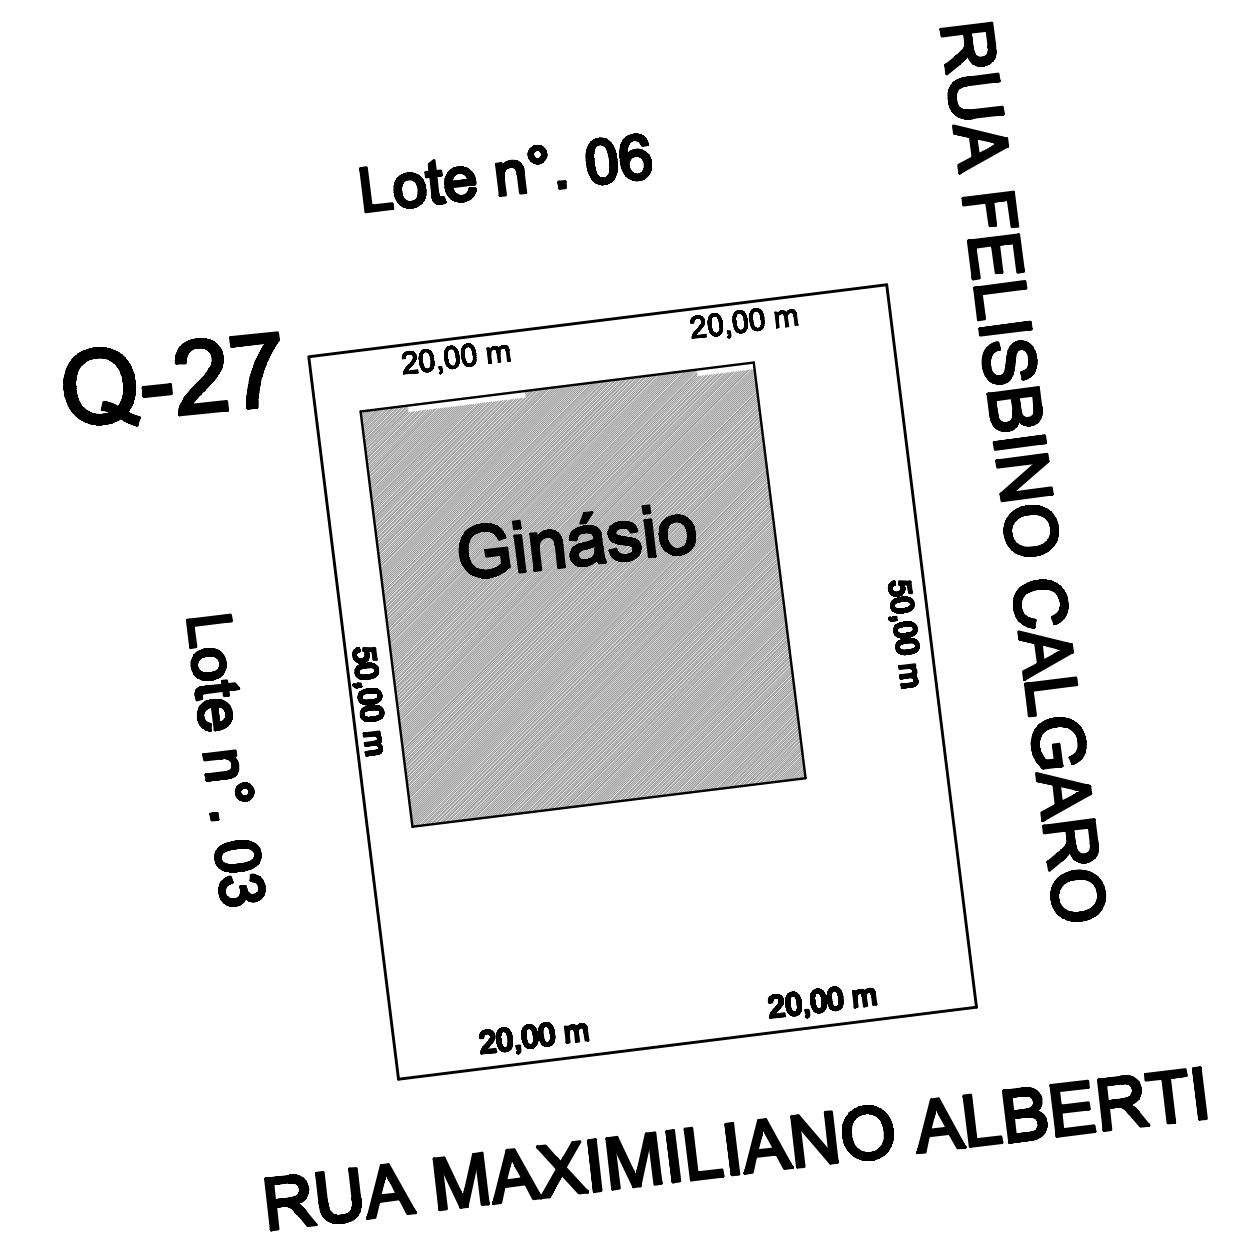 Lote n°. 06
RUA FELISBINO CALGARO
Q-27
20,00 m
20,00 m
Ginásio
50,00 m
50,00 m
Lote n°. 03
20,00 m
20,00 m
RUA MAXIMILIANO ALBERTI